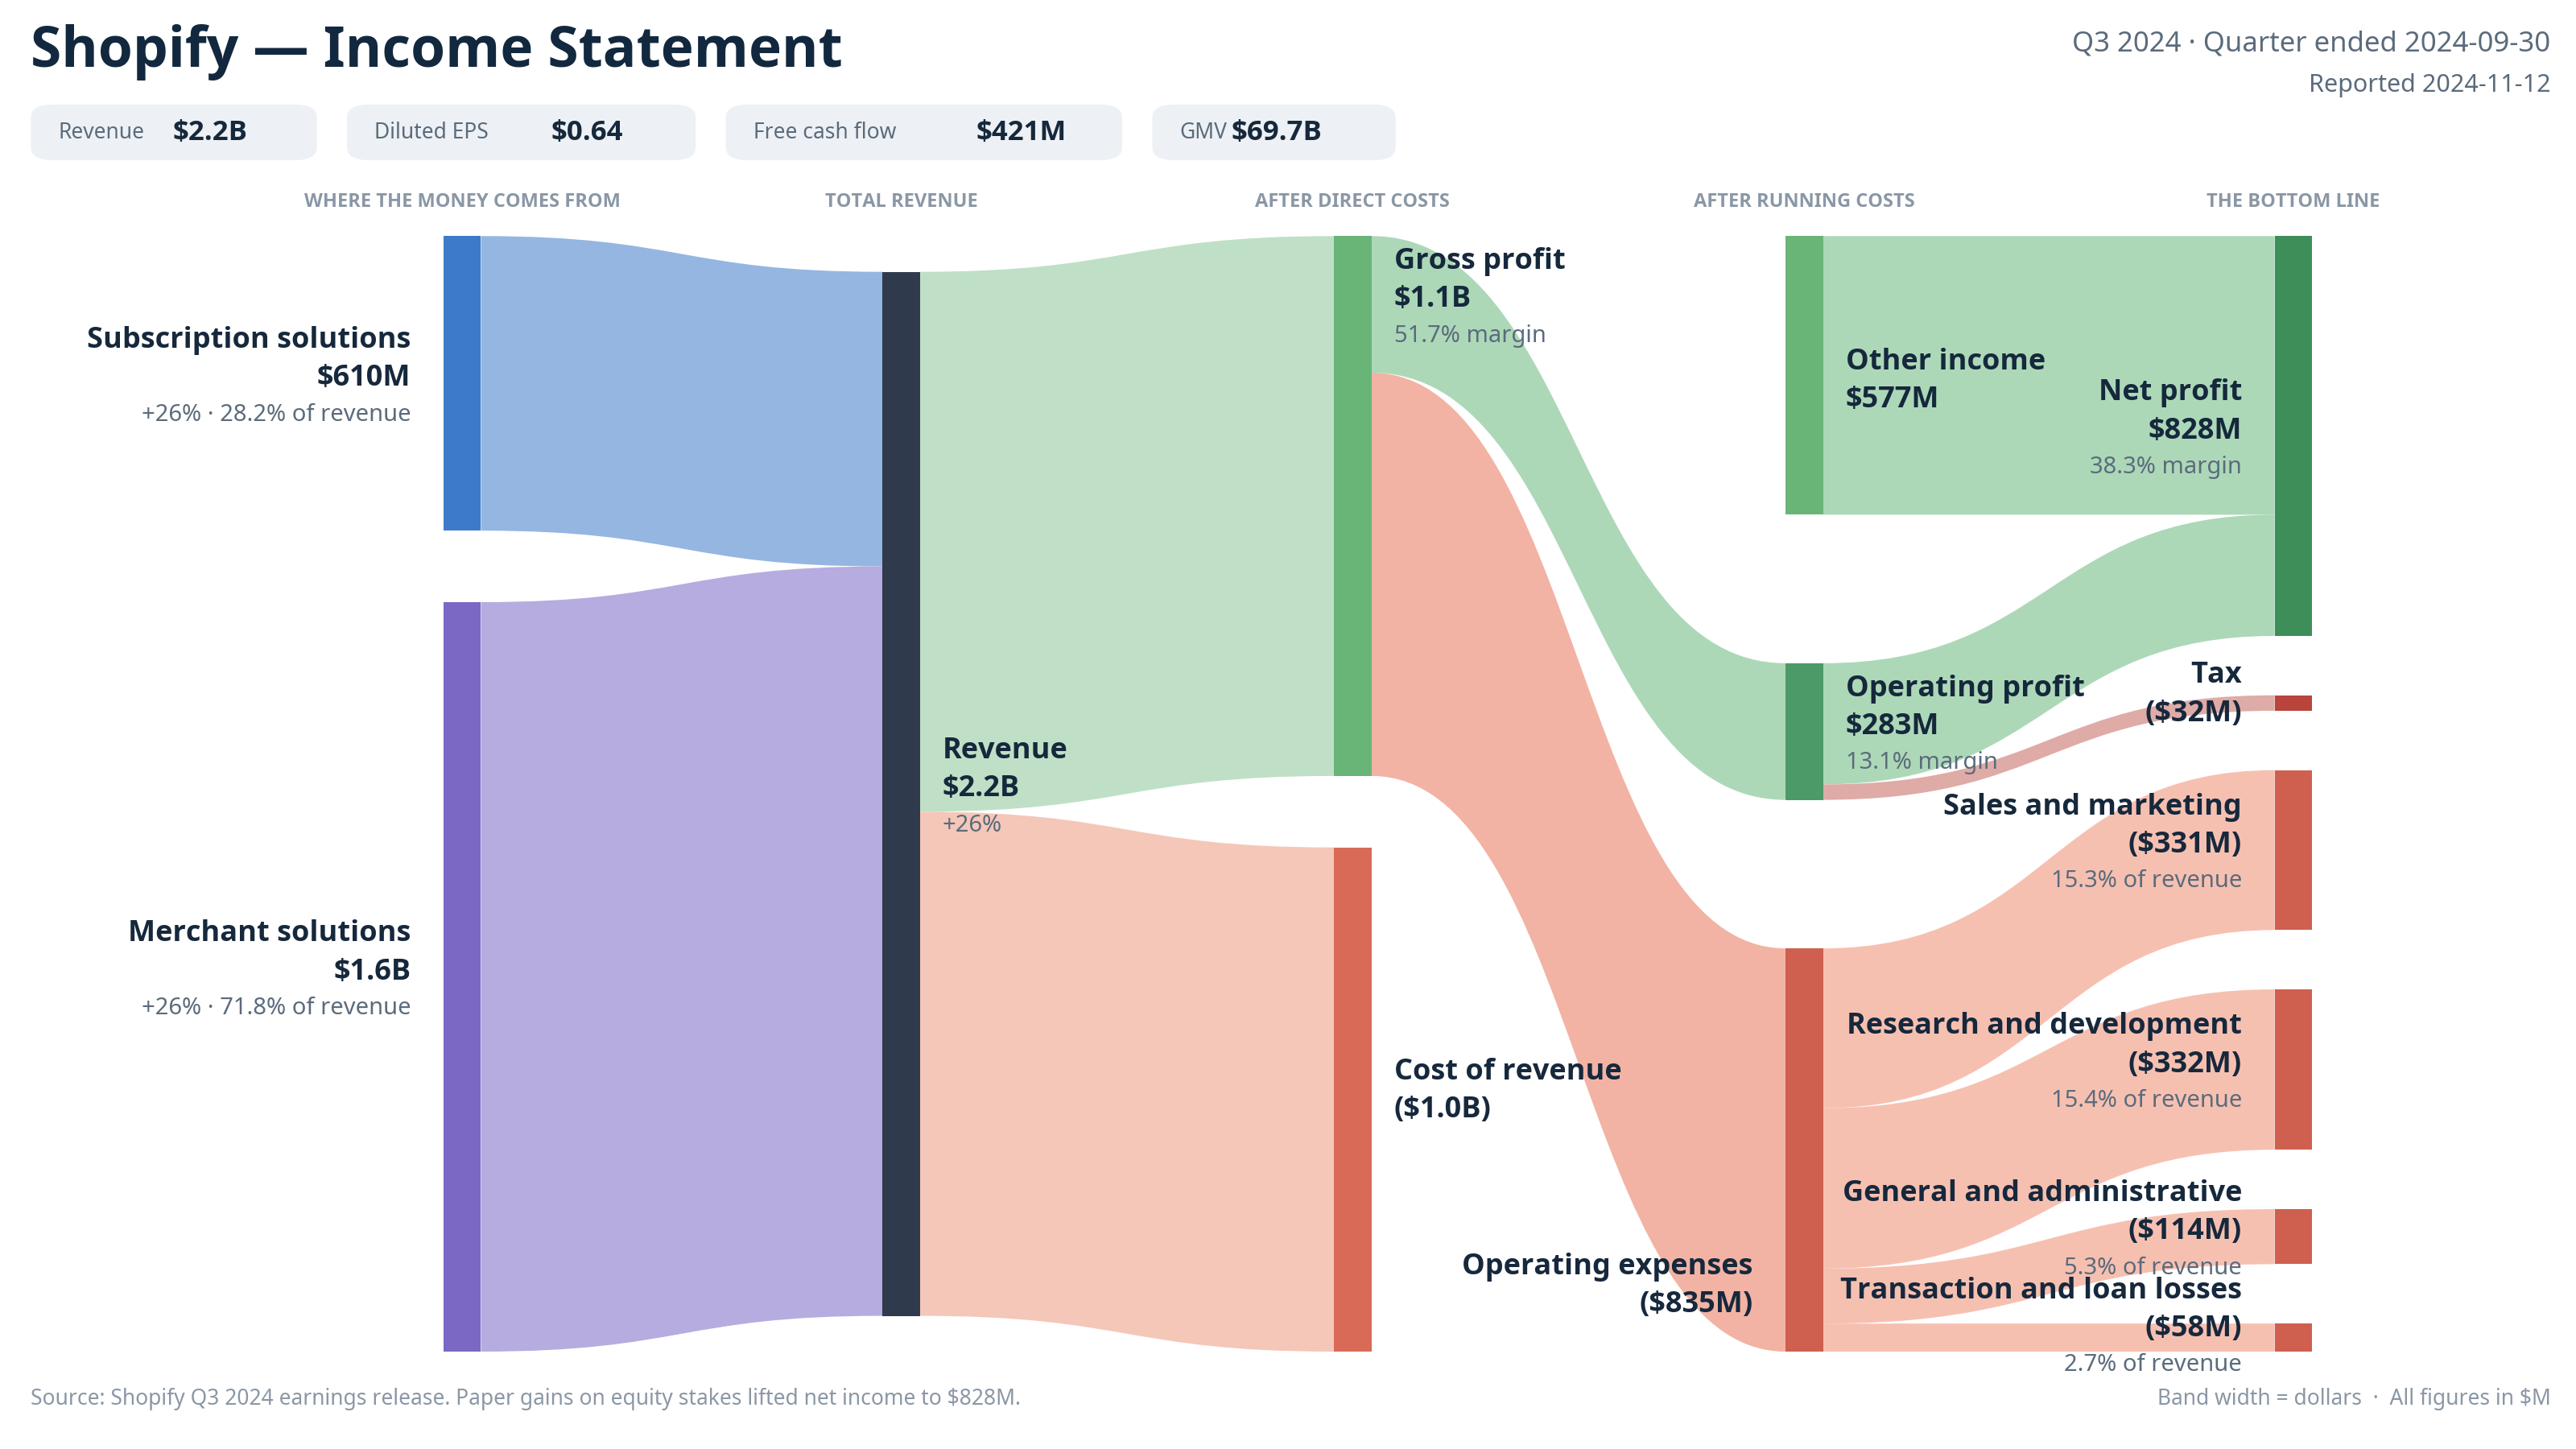 Shopify — Income Statement
Q3 2024 · Quarter ended 2024-09-30
Reported 2024-11-12
Revenue $2.2B
Diluted EPS $0.64
Free cash flow $421M
GMV $69.7B
WHERE THE MONEY COMES FROM
TOTAL REVENUE
AFTER DIRECT COSTS
AFTER RUNNING COSTS
THE BOTTOM LINE
Subscription solutions
$610M
+26% · 28.2% of revenue
Merchant solutions
$1.6B
+26% · 71.8% of revenue
Revenue
$2.2B
+26%
Gross profit
$1.1B
51.7% margin
Cost of revenue
($1.0B)
Other income
$577M
Operating profit
$283M
13.1% margin
Operating expenses
($835M)
Net profit
$828M
38.3% margin
Tax
($32M)
Sales and marketing
($331M)
15.3% of revenue
Research and development
($332M)
15.4% of revenue
General and administrative
($114M)
5.3% of revenue
Transaction and loan losses
($58M)
2.7% of revenue
Source: Shopify Q3 2024 earnings release. Paper gains on equity stakes lifted net income to $828M.
Band width = dollars · All figures in $M